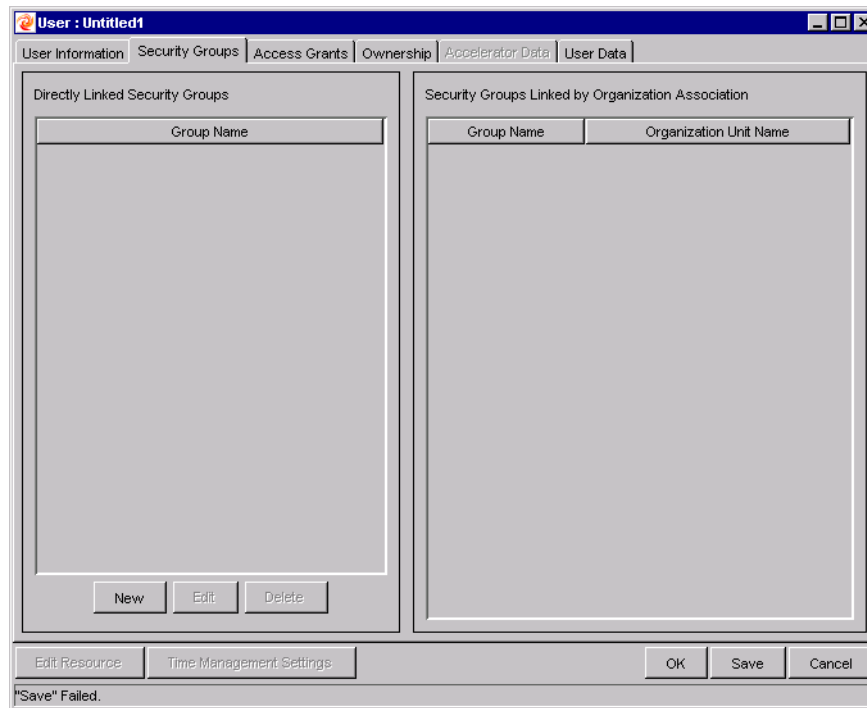 User : Untitled1
User Information Security Groups Access Grants Ownership Accelerator Data User Data
Directly Linked Security Groups
Group Name
New Edit Delete
Security Groups Linked by Organization Association
Group Name Organization Unit Name
Edit Resource Time Management Settings OK Save Cancel
"Save" Failed.